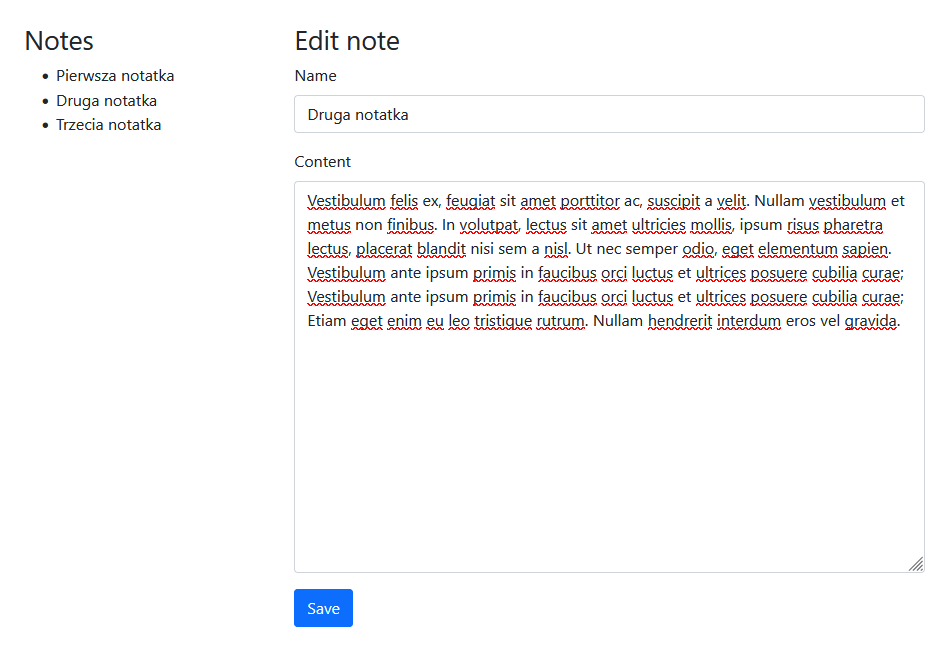 Notes
Pierwsza notatka
Druga notatka
Trzecia notatka
Edit note
Name
Druga notatka
Content
Vestibulum felis ex, feugiat sit amet porttitor ac, suscipit a velit. Nullam vestibulum et
metus non finibus. In volutpat, lectus sit amet ultricies mollis, ipsum risus pharetra
lectus, placerat blandit nisi sem a nisl. Ut nec semper odio, eget elementum sapien.
Vestibulum ante ipsum primis in faucibus orci luctus et ultrices posuere cubilia curae;
Vestibulum ante ipsum primis in faucibus orci luctus et ultrices posuere cubilia curae;
Etiam eget enim eu leo tristique rutrum. Nullam hendrerit interdum eros vel gravida.
Save